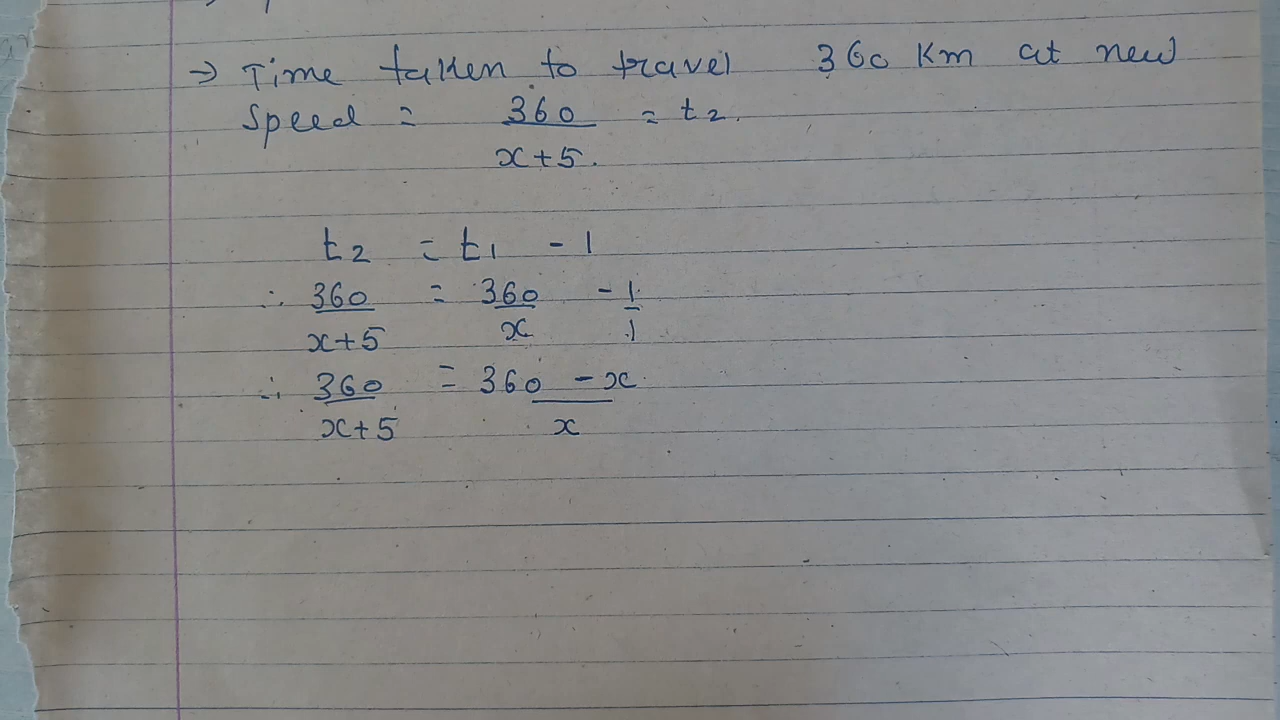 → Time taken to travel 360 Km at new
speed = 360/x+5. = t2.
t2 = t1 - 1
∴ 360/x+5 = 360/x - 1/1
∴ 360/x+5 = 360 - x/x